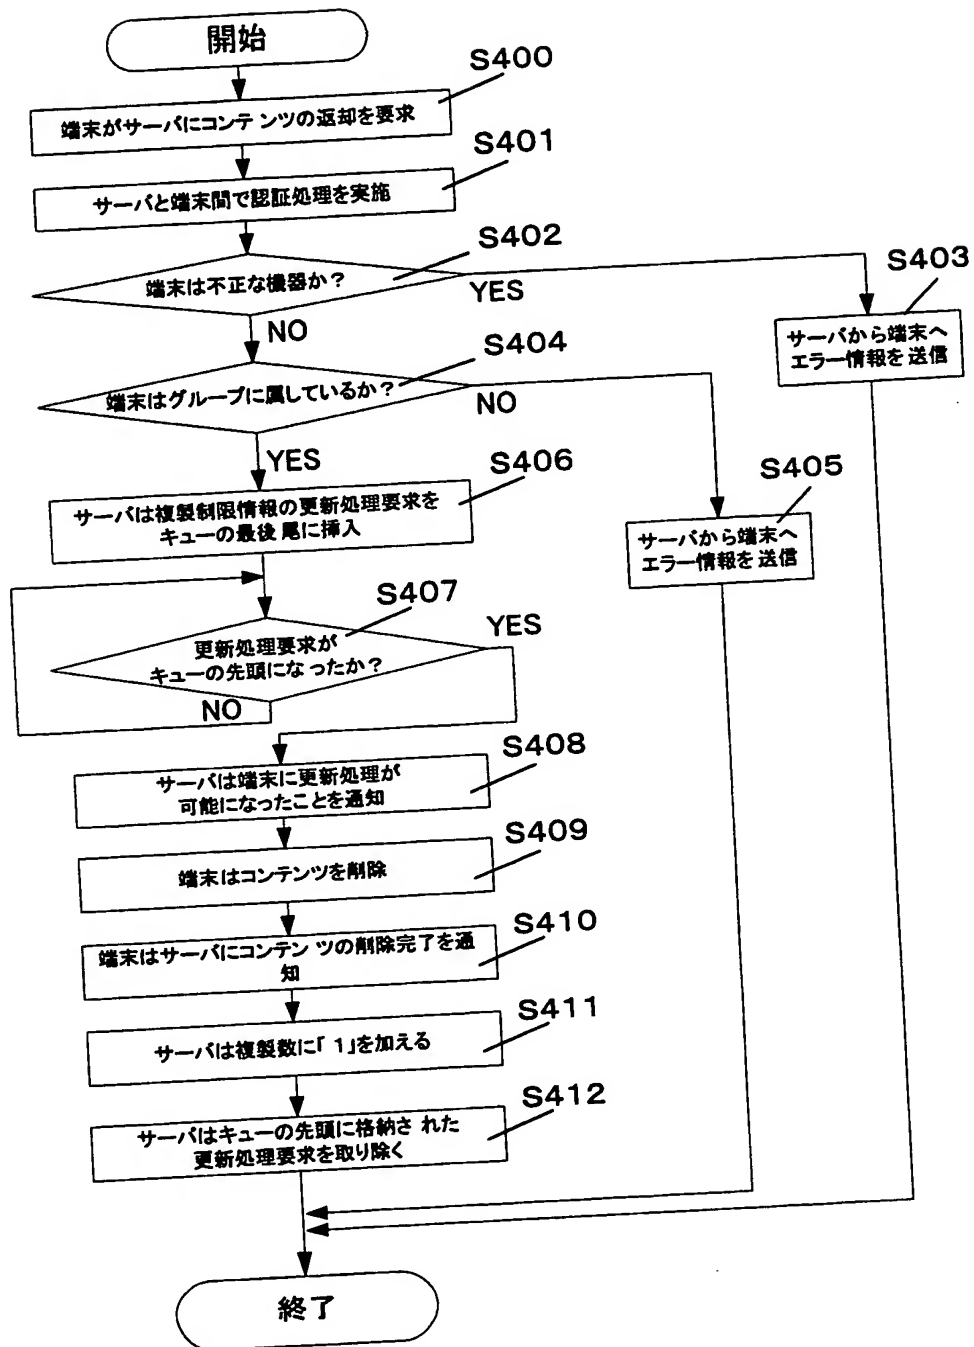 開始
S400
端末がサーバにコンテンツの返却を要求
S401
サーバと端末間で認証処理を実施
S402
端末は不正な機器か?
YES
NO
S403
サーバから端末へ
エラー情報を送信
S404
端末はグループに属しているか?
NO
YES
S405
サーバから端末へ
エラー情報を送信
S406
サーバは複製制限情報の更新処理要求を
キューの最後尾に挿入
S407
更新処理要求が
キューの先頭になったか?
YES
NO
S408
サーバは端末に更新処理が
可能になったことを通知
S409
端末はコンテンツを削除
S410
端末はサーバにコンテンツの削除完了を通
知
S411
サーバは複製数に「1」を加える
S412
サーバはキューの先頭に格納された
更新処理要求を取り除く
終了